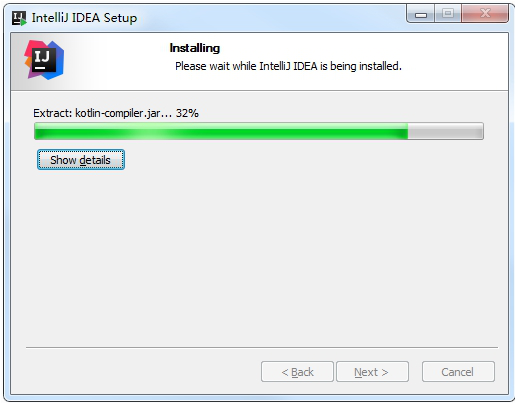 IntelliJ IDEA Setup
IJ
Installing
Please wait while IntelliJ IDEA is being installed.
Extract: kotlin-compiler.jar... 32%
Show details
< Back Next > Cancel